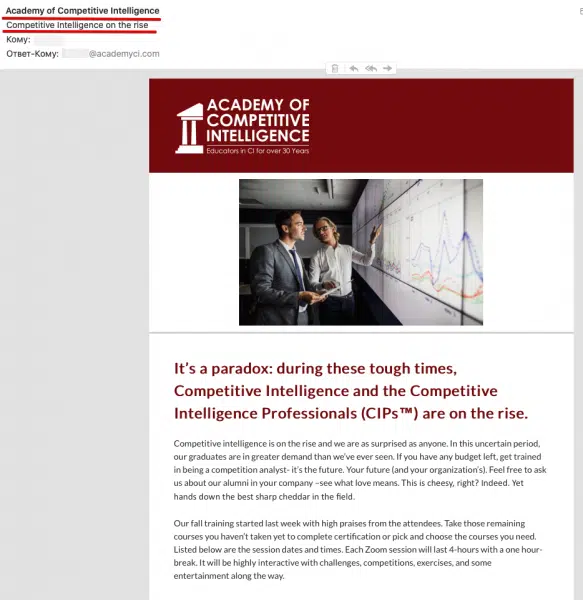 Academy of Competitive Intelligence
Competitive Intelligence on the rise
Кому:
Ответ-Кому: @academyci.com
ACADEMY OF
COMPETITIVE
INTELLIGENCE
Educators in CI for over 30 Years
It's a paradox: during these tough times,
Competitive Intelligence and the Competitive
Intelligence Professionals (CIPs™) are on the rise.
Competitive intelligence is on the rise and we are as surprised as anyone. In this uncertain period,
our graduates are in greater demand than we've ever seen. If you have any budget left, get trained
in being a competition analyst- it's the future. Your future (and your organization's). Feel free to ask
us about our alumni in your company –see what love means. This is cheesy, right? Indeed. Yet
hands down the best sharp cheddar in the field.
Our fall training started last week with high praises from the attendees. Take those remaining
courses you haven't taken yet to complete certification or pick and choose the courses you need.
Listed below are the session dates and times. Each Zoom session will last 4-hours with a one hour-
break. It will be highly interactive with challenges, competitions, exercises, and some
entertainment along the way.